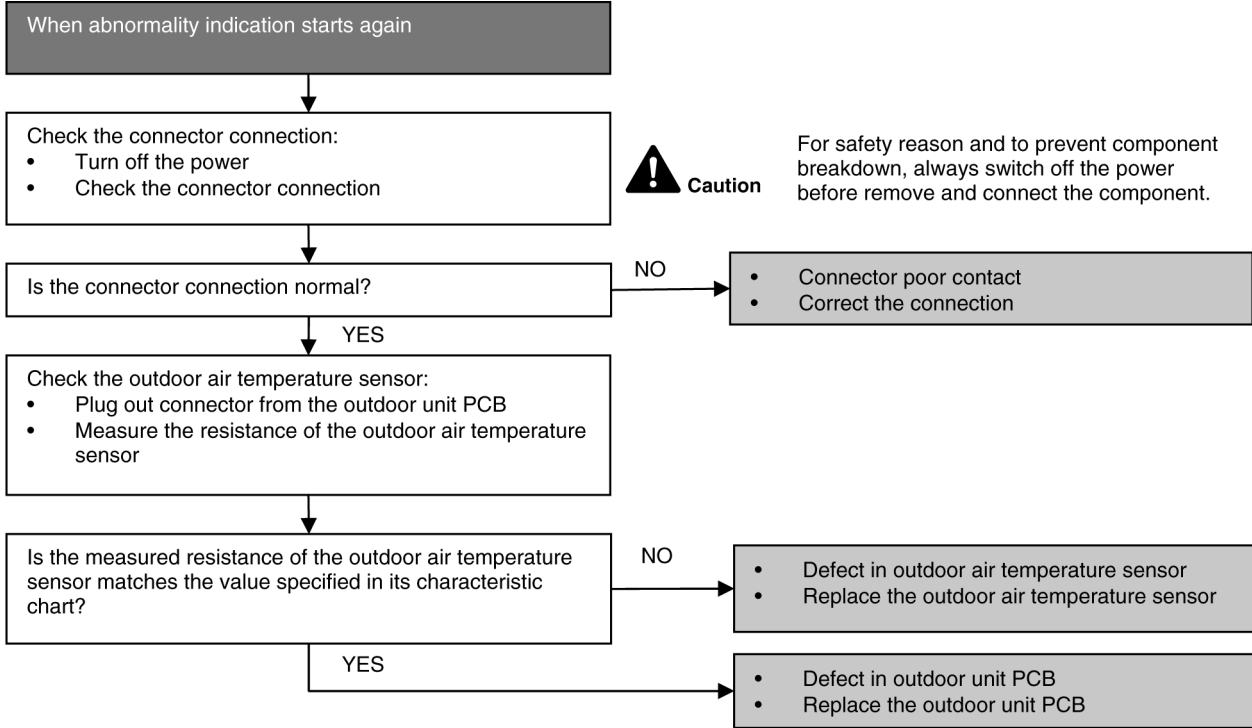 When abnormality indication starts again
Check the connector connection:
• Turn off the power
• Check the connector connection
Caution
For safety reason and to prevent component
breakdown, always switch off the power
before remove and connect the component.
Is the connector connection normal?
NO
• Connector poor contact
• Correct the connection
YES
Check the outdoor air temperature sensor:
• Plug out connector from the outdoor unit PCB
• Measure the resistance of the outdoor air temperature
sensor
Is the measured resistance of the outdoor air temperature
sensor matches the value specified in its characteristic
chart?
NO
• Defect in outdoor air temperature sensor
• Replace the outdoor air temperature sensor
YES
• Defect in outdoor unit PCB
• Replace the outdoor unit PCB